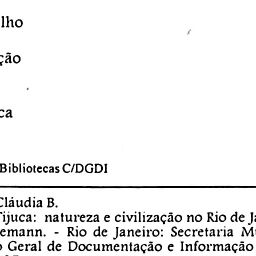 lho
ção
ca
Bibliotecas C/DGDI
Cláudia B.
Tijuca: natureza e civilização no Rio de Ja
emann. - Rio de Janeiro: Secretaria Mu
o Geral de Documentação e Informação